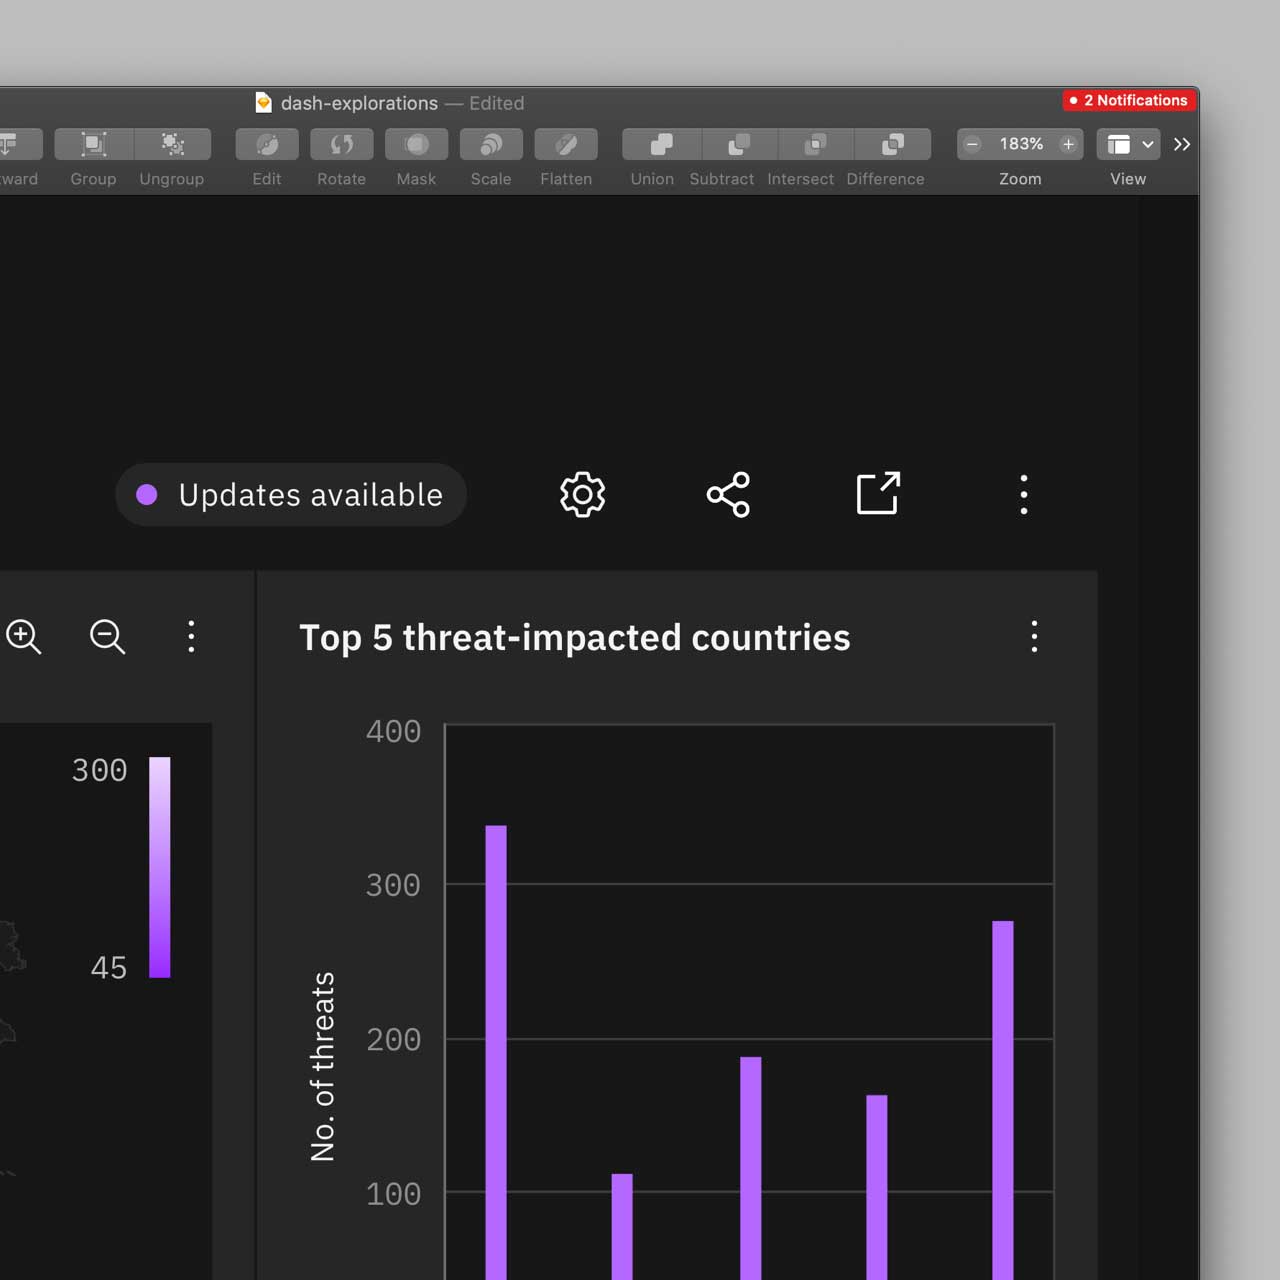 dash-explorations — Edited
2 Notifications
183%
Group
Ungroup
Edit
Rotate
Mask
Scale
Flatten
Union
Subtract
Intersect
Difference
Zoom
View
Updates available
Top 5 threat-impacted countries
300
45
400
300
200
100
No. of threats